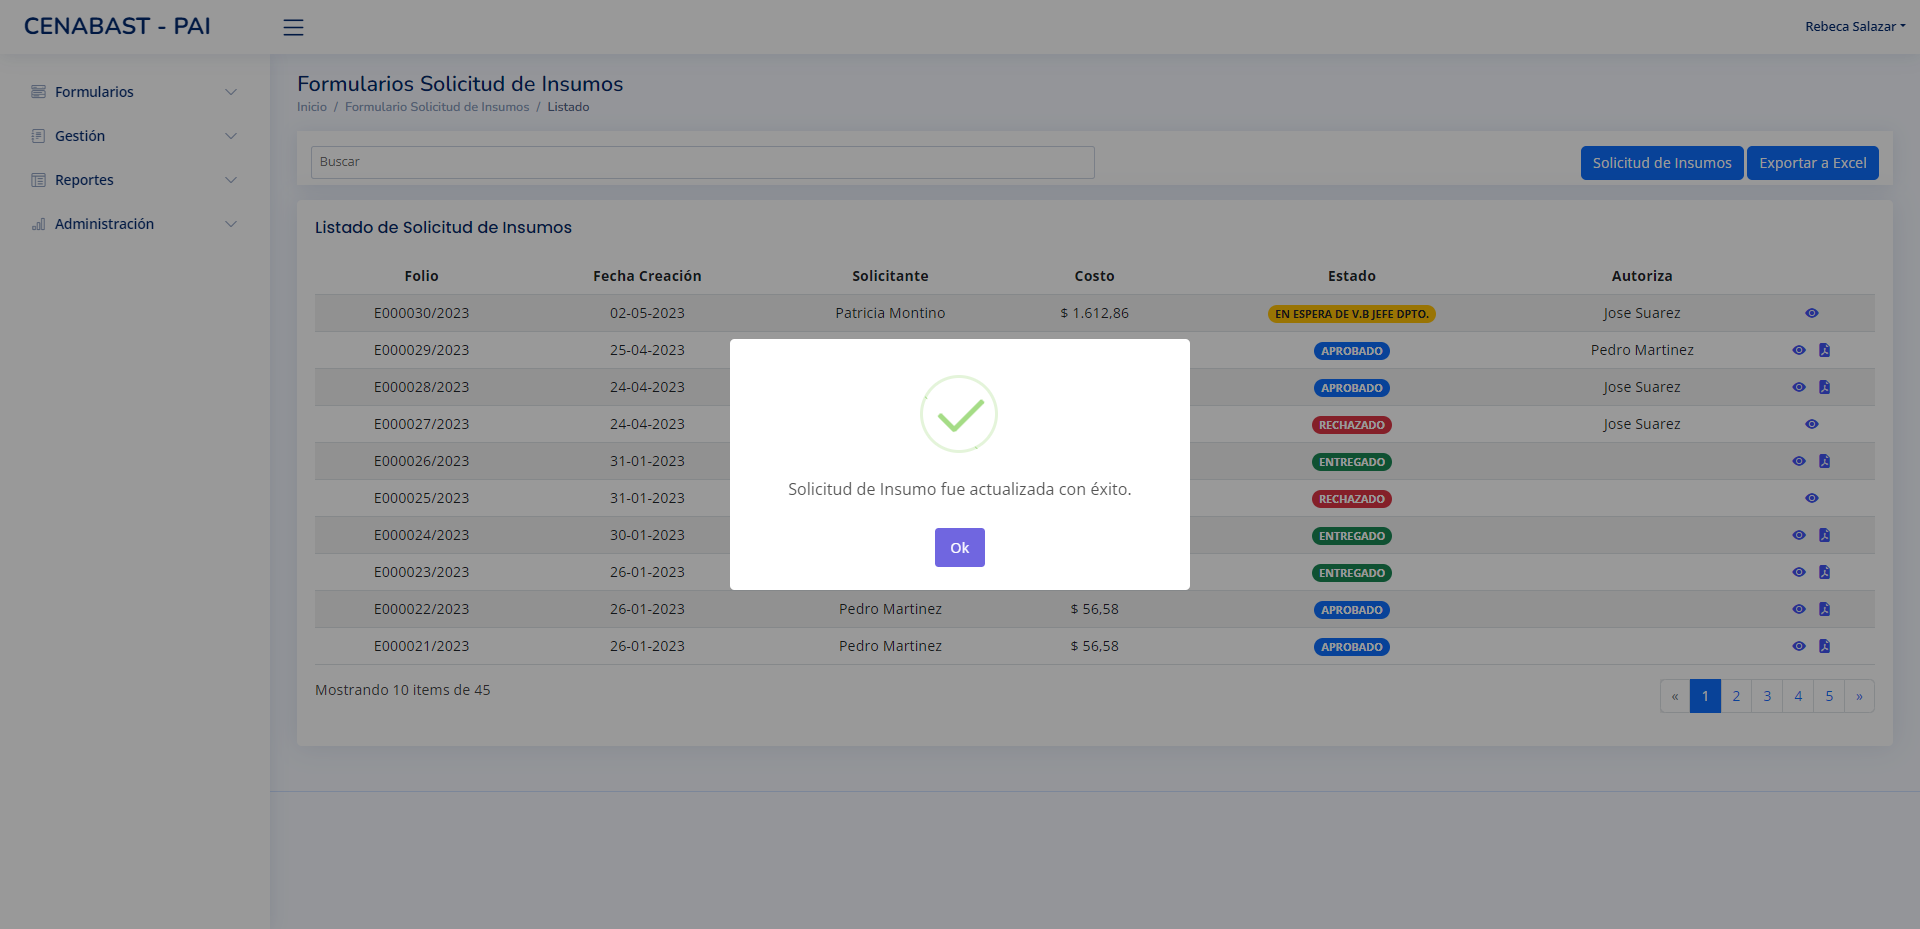 CENABAST - PAI
Rebeca Salazar
Formularios
Gestión
Reportes
Administración
Formularios Solicitud de Insumos
Inicio / Formulario Solicitud de Insumos / Listado
Buscar
Solicitud de Insumos
Exportar a Excel
Listado de Solicitud de Insumos
Folio Fecha Creación Solicitante Costo Estado Autoriza
E000030/2023 02-05-2023 Patricia Montino $ 1.612,86 EN ESPERA DE V.B JEFE DPTO. Jose Suarez
E000029/2023 25-04-2023 APROBADO Pedro Martinez
E000028/2023 24-04-2023 APROBADO Jose Suarez
E000027/2023 24-04-2023 RECHAZADO Jose Suarez
E000026/2023 31-01-2023 ENTREGADO
E000025/2023 31-01-2023 RECHAZADO
E000024/2023 30-01-2023 ENTREGADO
E000023/2023 26-01-2023 ENTREGADO
E000022/2023 26-01-2023 Pedro Martinez $ 56,58 APROBADO
E000021/2023 26-01-2023 Pedro Martinez $ 56,58 APROBADO
Mostrando 10 items de 45
« 1 2 3 4 5 »
Solicitud de Insumo fue actualizada con éxito.
Ok